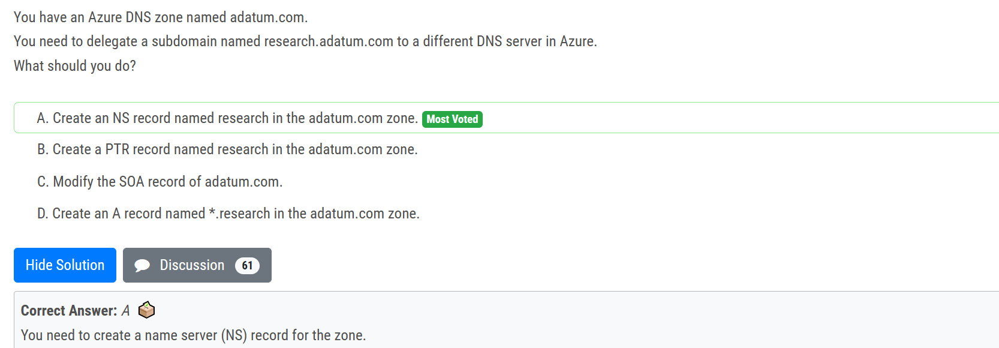 You have an Azure DNS zone named adatum.com.
You need to delegate a subdomain named research.adatum.com to a different DNS server in Azure.
What should you do?
A. Create an NS record named research in the adatum.com zone. Most Voted
B. Create a PTR record named research in the adatum.com zone.
C. Modify the SOA record of adatum.com.
D. Create an A record named *.research in the adatum.com zone.
Hide Solution Discussion 61
Correct Answer: A
You need to create a name server (NS) record for the zone.